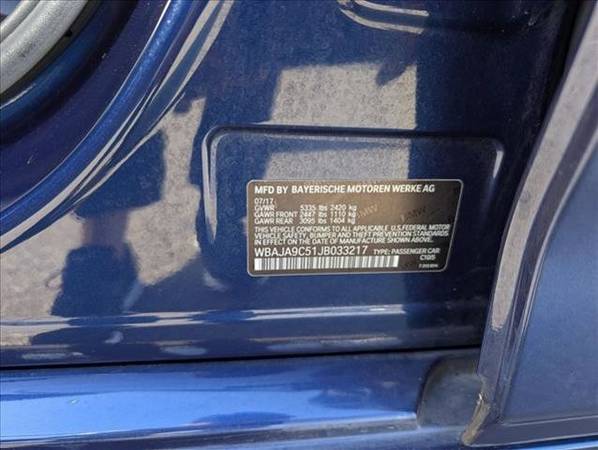 MFD BY BAYERISCHE MOTOREN WERKE AG
07/17
GVWR 5335 lbs 2420 kg
GAWR FRONT 2447 lbs 1110 kg
GAWR REAR 3095 lbs 1404 kg
THIS VEHICLE CONFORMS TO ALL APPLICABLE U.S.FEDERAL MOTOR
VEHICLE SAFETY, BUMPER AND THEFT PREVENTION STANDARDS
IN EFFECT ON THE DATE OF MANUFACTURE SHOWN ABOVE.
WBAJA9C51JB033217 TYPE: PASSENGER CAR
C10/5